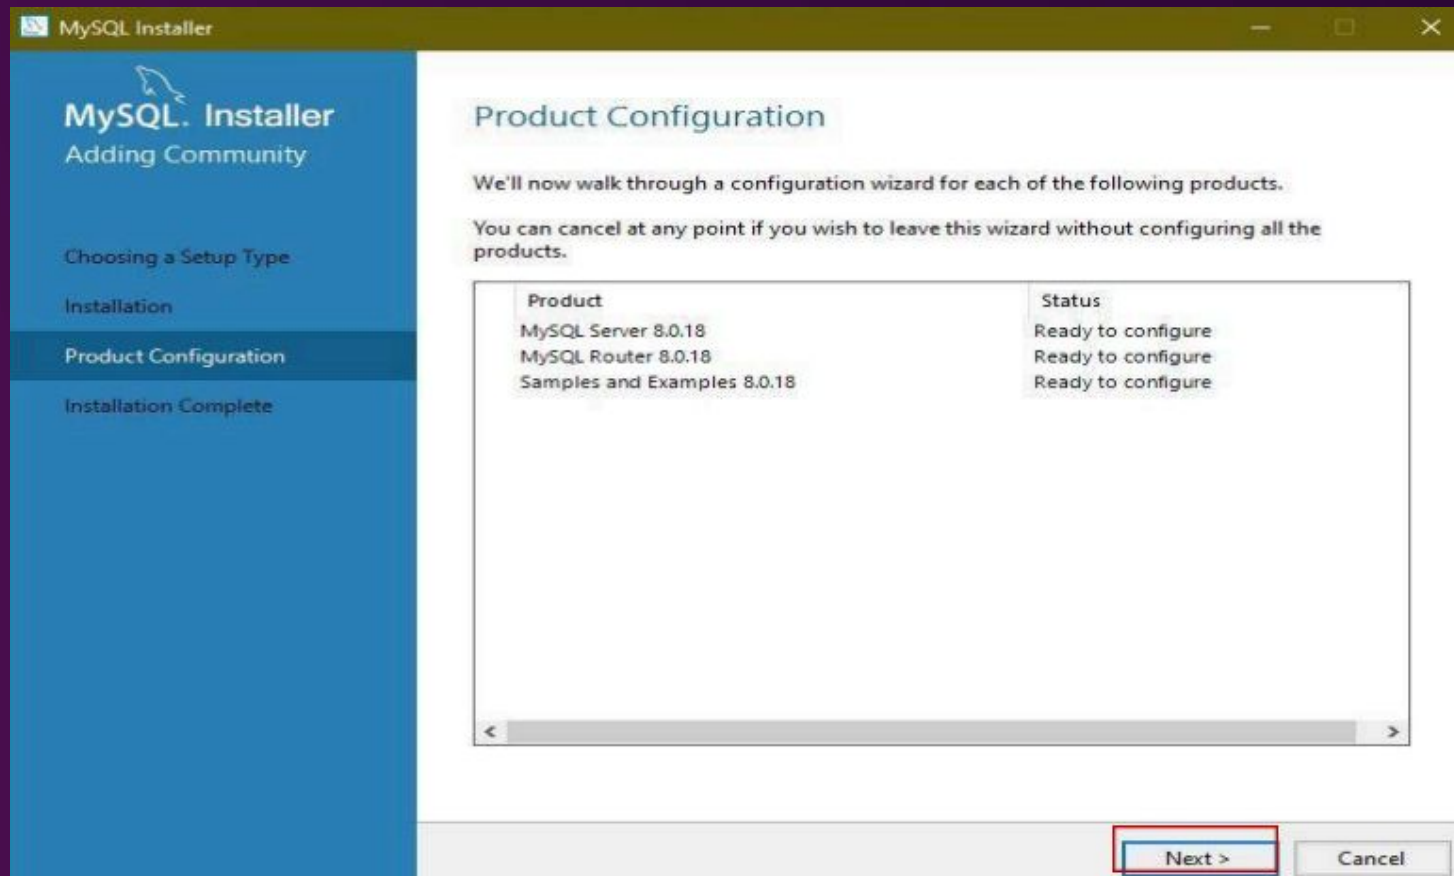 MySQL Installer
MySQL. Installer
Adding Community
Choosing a Setup Type
Installation
Product Configuration
Installation Complete
Product Configuration
We'll now walk through a configuration wizard for each of the following products.
You can cancel at any point if you wish to leave this wizard without configuring all the
products.
Product Status
MySQL Server 8.0.18 Ready to configure
MySQL Router 8.0.18 Ready to configure
Samples and Examples 8.0.18 Ready to configure
Next > Cancel